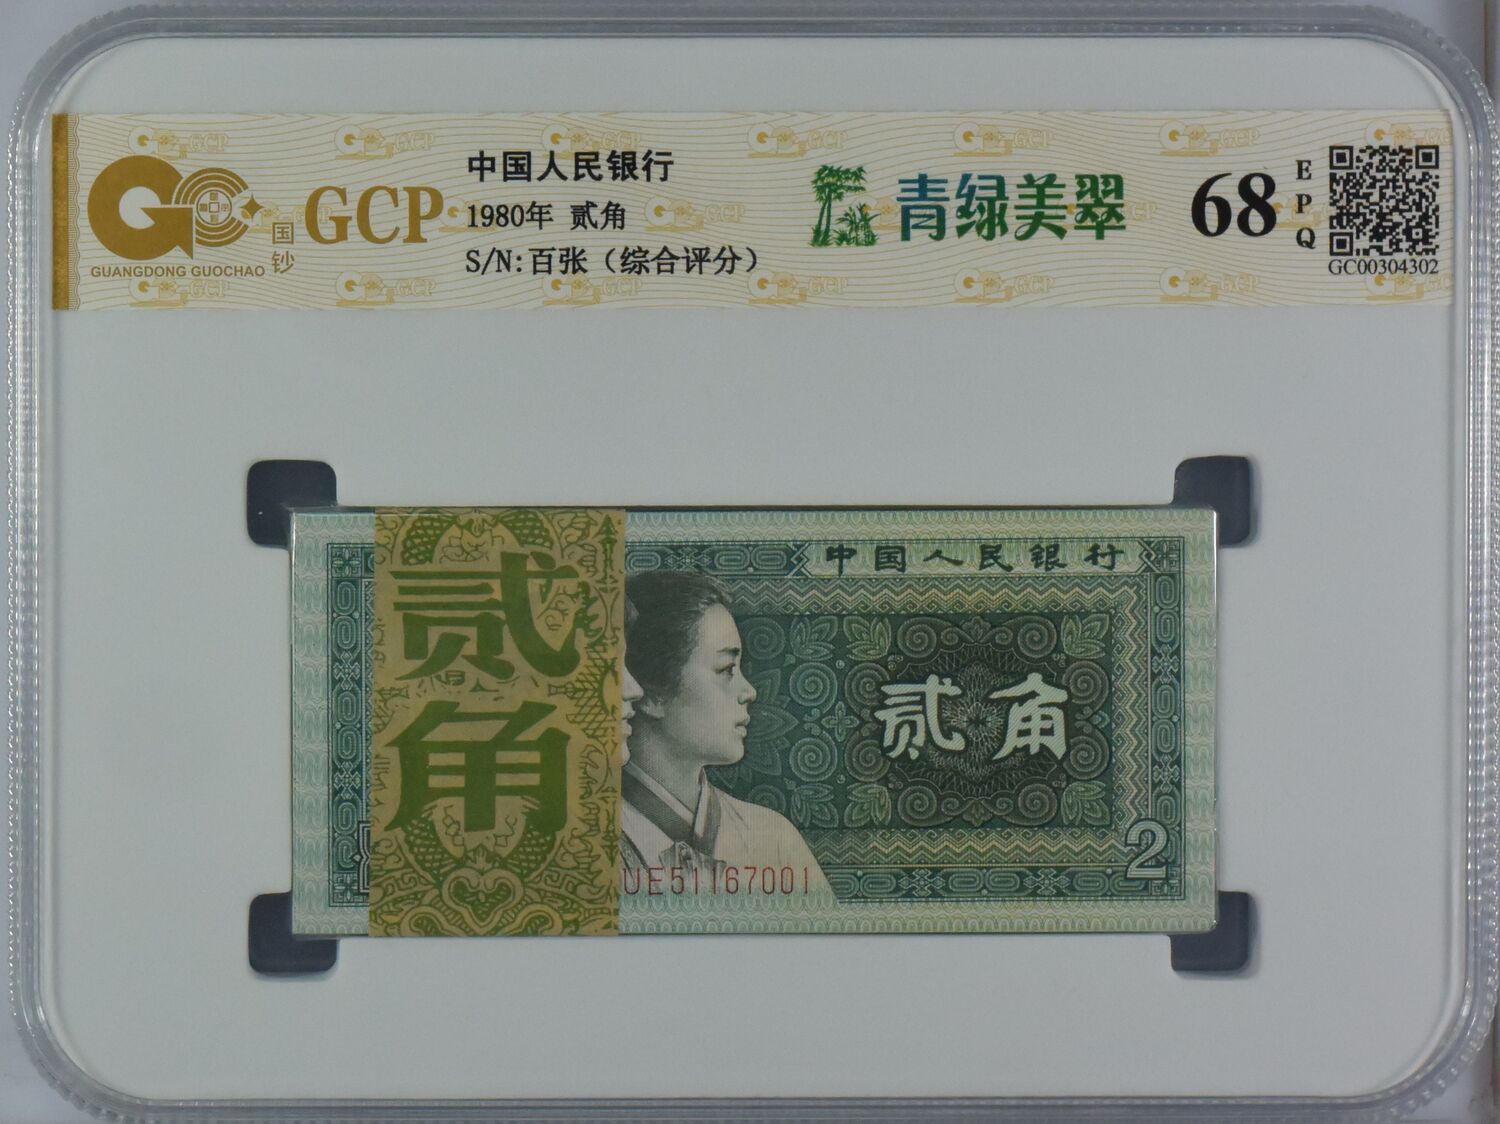 GCP
国钞
GUANGDONG GUOCHAO
中国人民银行
1980年 贰角
S/N:百张（综合评分）
青绿美翠
68
EPQ
GC00304302
贰角
中国人民银行
贰角
UE51167001
2